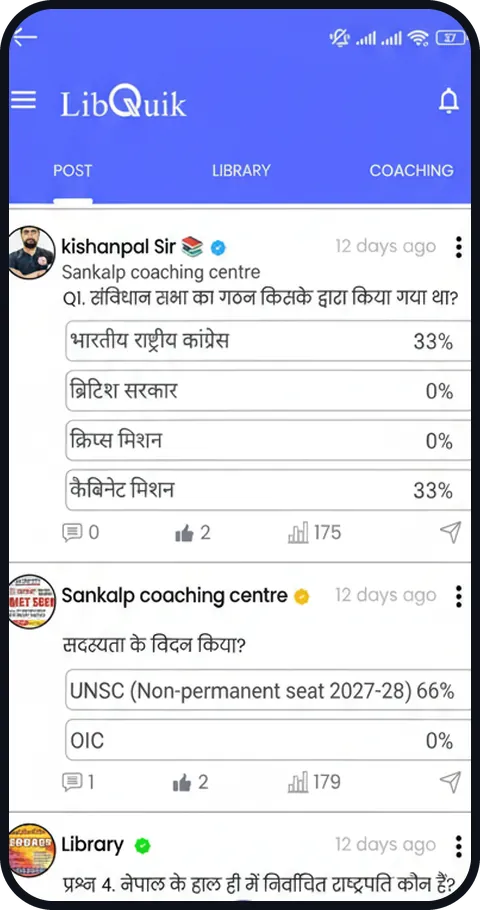 37
LibQuik
POST LIBRARY COACHING
kishanpal Sir 12 days ago
Sankalp coaching centre
Q1. संविधान सभा का गठन किसके द्वारा किया गया था?
भारतीय राष्ट्रीय कांग्रेस 33%
ब्रिटिश सरकार 0%
क्रिप्स मिशन 0%
कैबिनेट मिशन 33%
0 2 175
Sankalp coaching centre 12 days ago
सदस्यता के विदन किया?
UNSC (Non-permanent seat 2027-28) 66%
OIC 0%
1 2 179
Library 12 days ago
प्रश्न 4. नेपाल के हाल ही में निर्वाचित राष्ट्रपति कौन हैं?